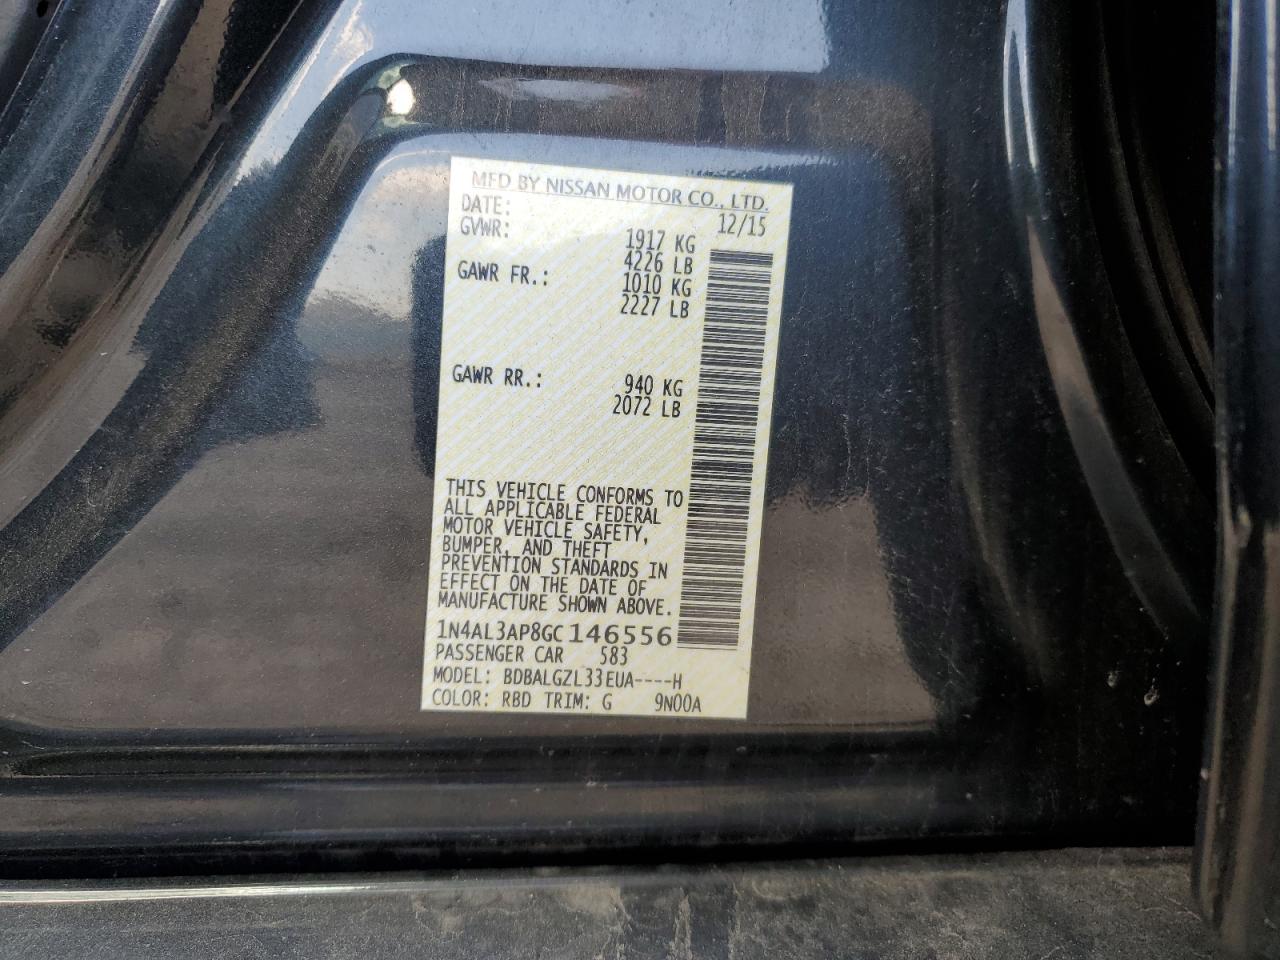 MFD BY NISSAN MOTOR CO., LTD.
DATE: 12/15
GVWR: 1917 KG
4226 LB
GAWR FR.: 1010 KG
2227 LB
GAWR RR.: 940 KG
2072 LB
THIS VEHICLE CONFORMS TO
ALL APPLICABLE FEDERAL
MOTOR VEHICLE SAFETY,
BUMPER, AND THEFT
PREVENTION STANDARDS IN
EFFECT ON THE DATE OF
MANUFACTURE SHOWN ABOVE.
1N4AL3AP8GC146556
PASSENGER CAR 583
MODEL: BDBALGZL33EUA----H
COLOR: RBD TRIM: G 9N00A